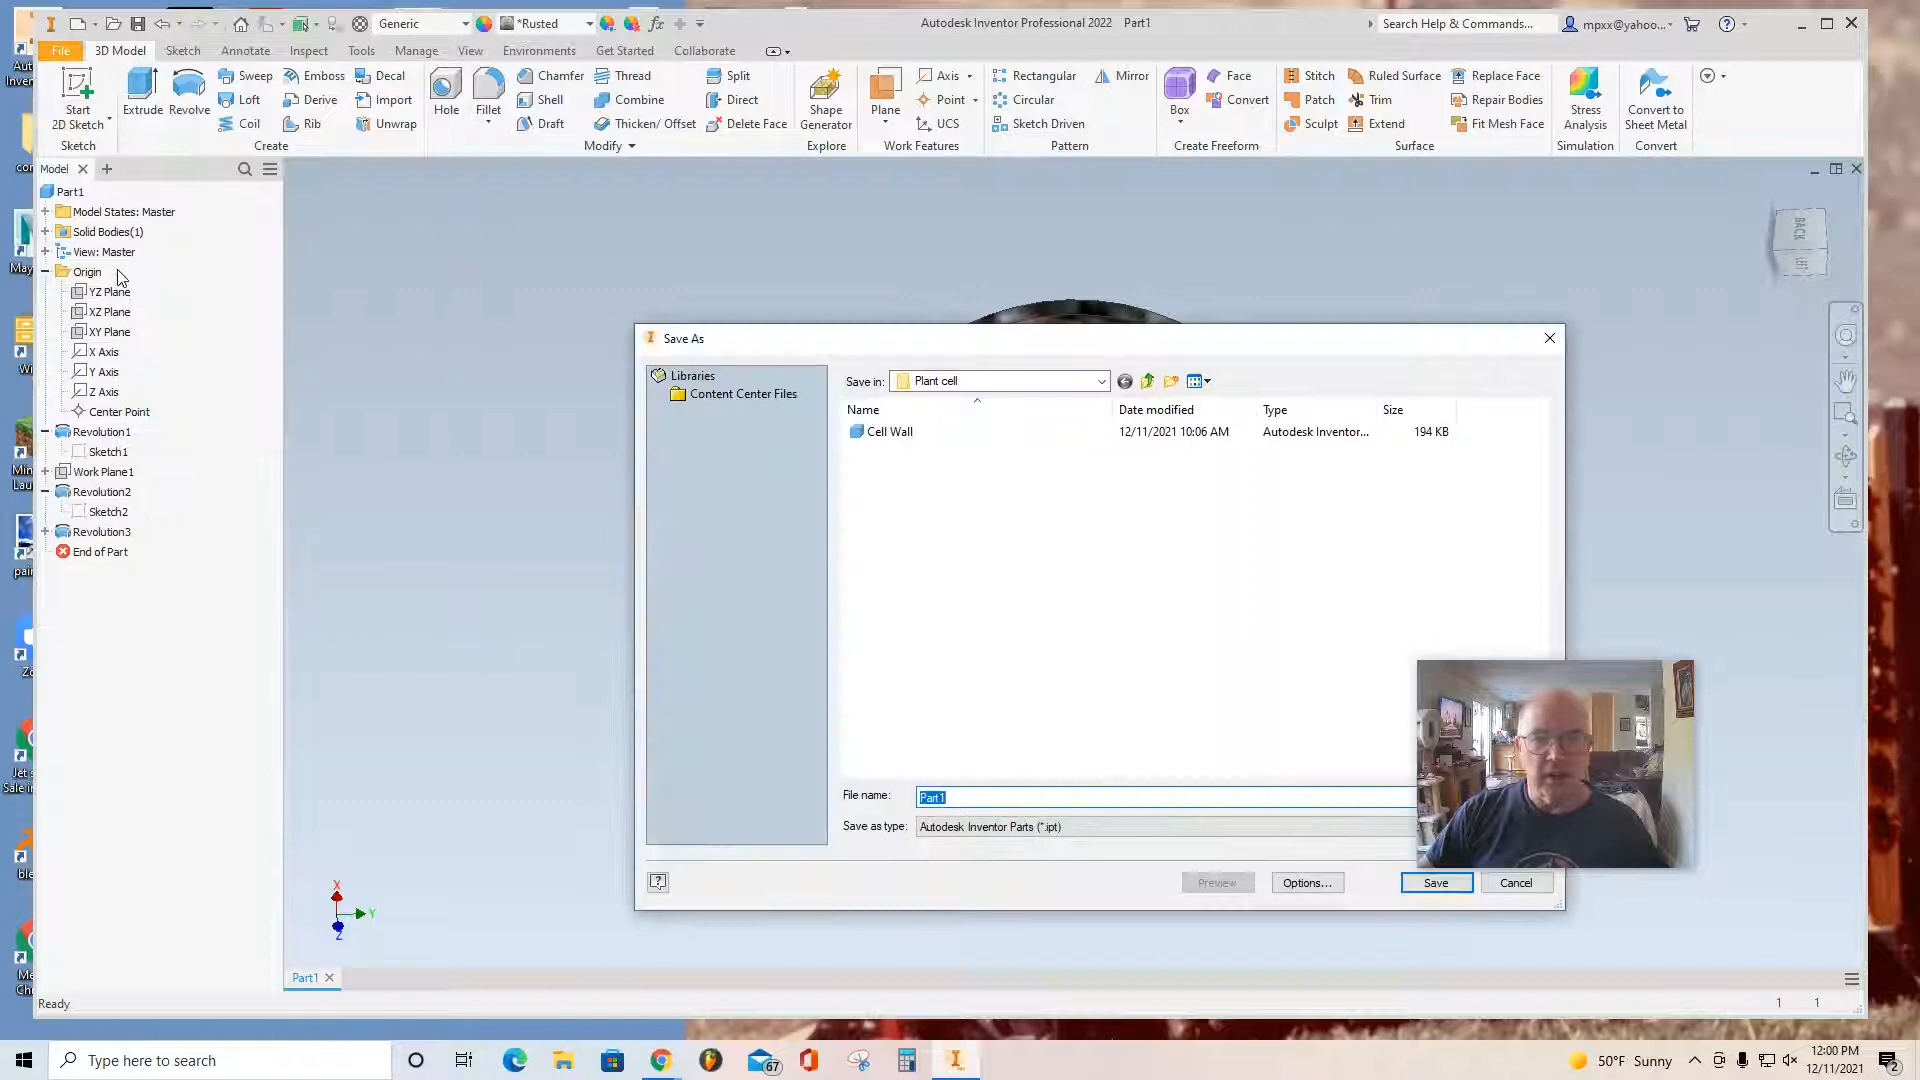 Generic
*Rusted
Autodesk Inventor Professional 2022 Part1
Search Help & Commands...
mpxx@yahoo...
File 3D Model Sketch Annotate Inspect Tools Manage View Environments Get Started Collaborate
Start
2D Sketch
Sketch
Extrude Revolve
Sweep Emboss Decal
Loft Derive Import
Coil Rib Unwrap
Create
Hole Fillet
Chamfer Thread Split
Shell Combine Direct
Draft Thicken/ Offset Delete Face
Modify
Shape
Generator
Explore
Plane
Axis
Point
UCS
Work Features
Rectangular Mirror
Circular
Sketch Driven
Pattern
Box
Face
Convert
Create Freeform
Stitch Ruled Surface Replace Face
Patch Trim Repair Bodies
Sculpt Extend Fit Mesh Face
Surface
Stress
Analysis
Simulation
Convert to
Sheet Metal
Convert
Model
Part1
Model States: Master
Solid Bodies(1)
View: Master
Origin
YZ Plane
XZ Plane
XY Plane
X Axis
Y Axis
Z Axis
Center Point
Revolution1
Sketch1
Work Plane1
Revolution2
Sketch2
Revolution3
End of Part
BACK
Save As
Libraries
Content Center Files
Save in: Plant cell
Name Date modified Type Size
Cell Wall 12/11/2021 10:06 AM Autodesk Inventor... 194 KB
File name: Part1
Save as type: Autodesk Inventor Parts (*.ipt)
Preview Options... Save Cancel
X
Y
Z
Part1
Ready
1 1
Type here to search
67
50°F Sunny
12:00 PM
12/11/2021
2